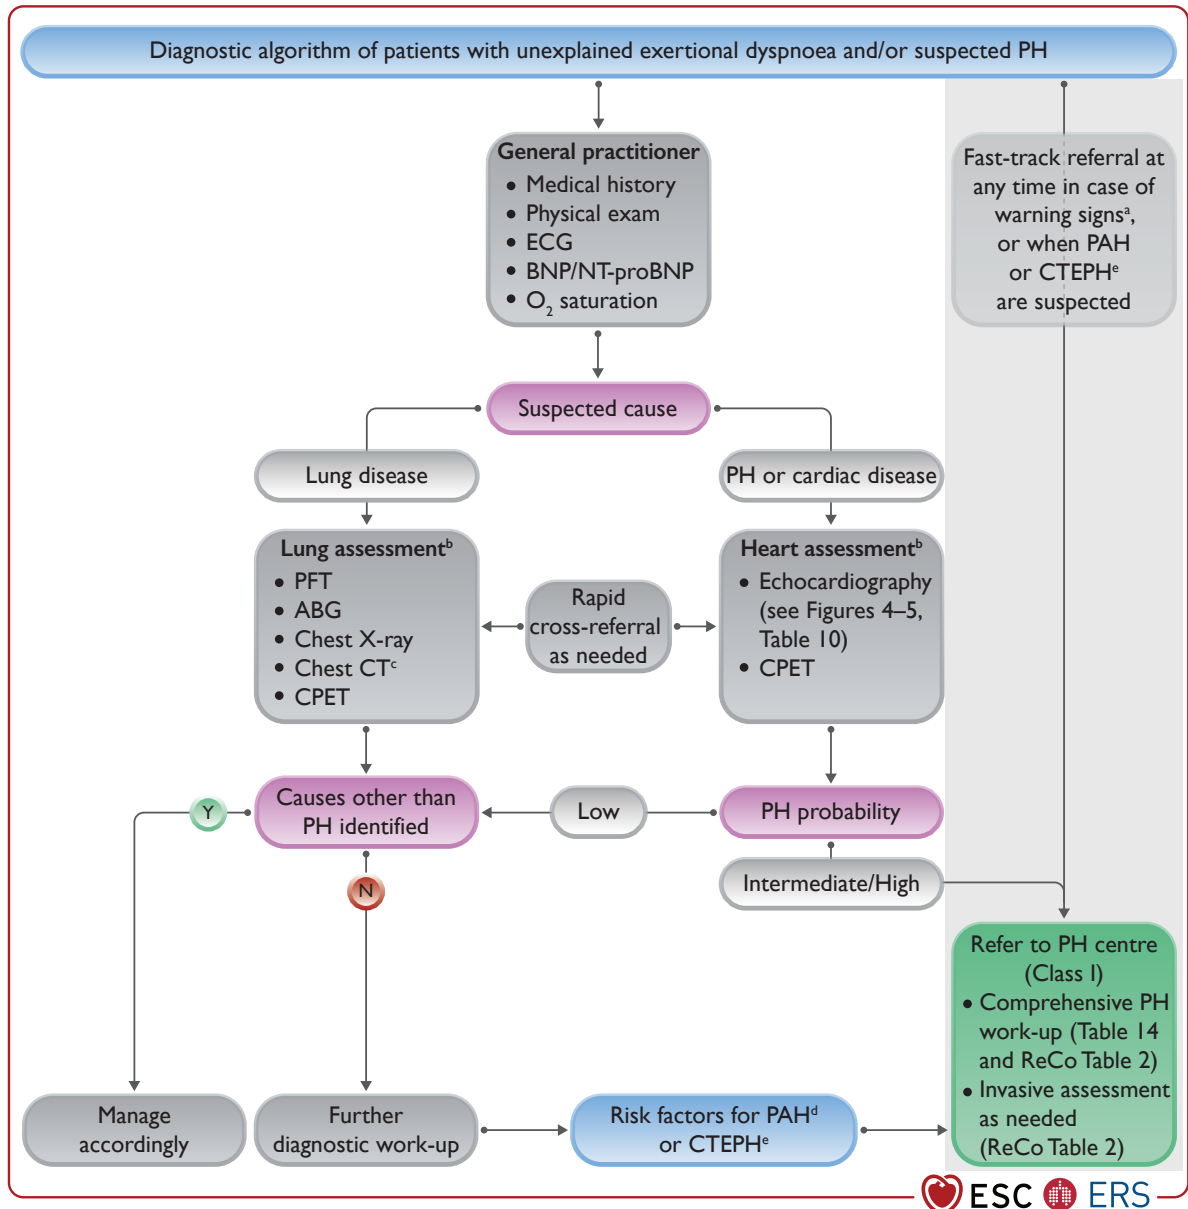 Diagnostic algorithm of patients with unexplained exertional dyspnoea and/or suspected PH
General practitioner
• Medical history
• Physical exam
• ECG
• BNP/NT-proBNP
• O₂ saturation
Fast-track referral at
any time in case of
warning signsᵃ,
or when PAH
or CTEPHᵉ
are suspected
Suspected cause
Lung disease
PH or cardiac disease
Lung assessmentᵇ
• PFT
• ABG
• Chest X-ray
• Chest CTᶜ
• CPET
Rapid
cross-referral
as needed
Heart assessmentᵇ
• Echocardiography
(see Figures 4–5,
Table 10)
• CPET
Y
Causes other than
PH identified
Low
PH probability
N
Intermediate/High
Refer to PH centre
(Class I)
• Comprehensive PH
work-up (Table 14
and ReCo Table 2)
• Invasive assessment
as needed
(ReCo Table 2)
Manage
accordingly
Further
diagnostic work-up
Risk factors for PAHᵈ
or CTEPHᵉ
ESC ERS